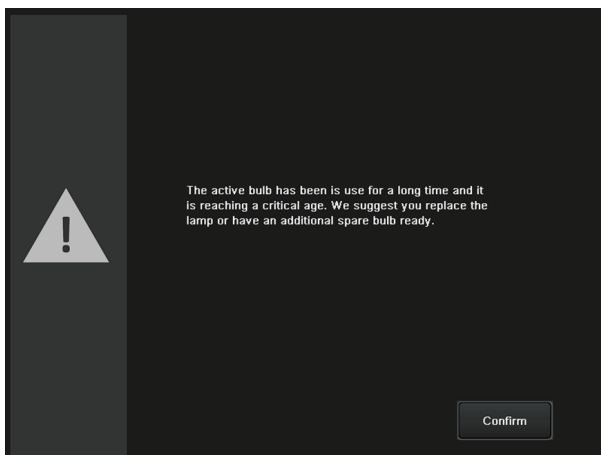 The active bulb has been is use for a long time and it
is reaching a critical age. We suggest you replace the
lamp or have an additional spare bulb ready.
Confirm